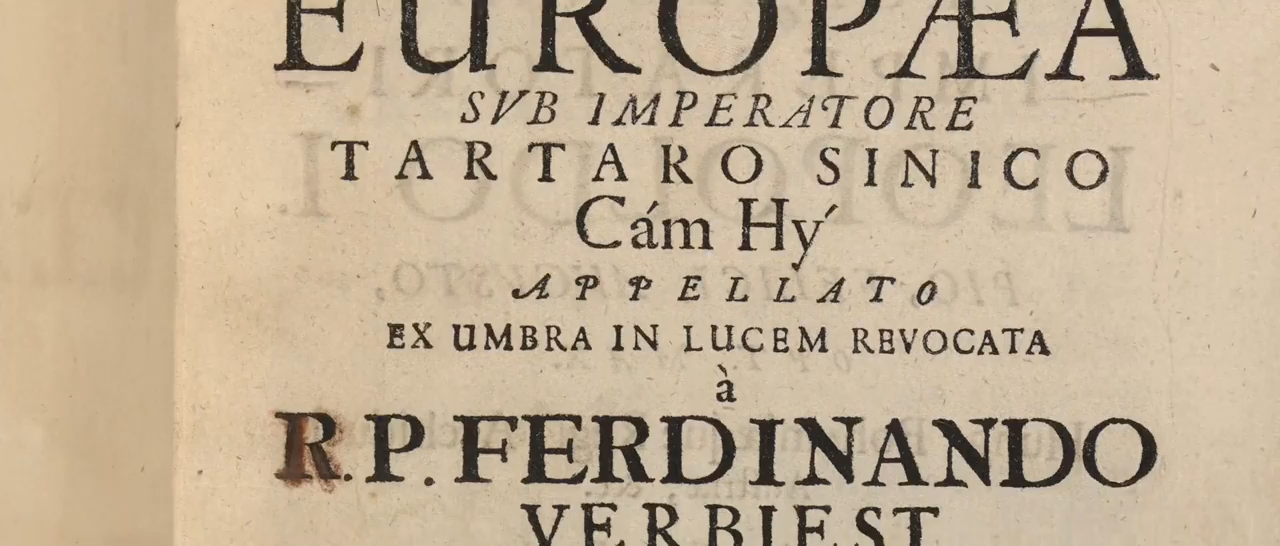 EUROPÆA
SVB IMPERATORE
TARTARO SINICO
Cám Hý
APPELLATO
EX UMBRA IN LUCEM REVOCATA
à
R.P. FERDINANDO
VERBIEST